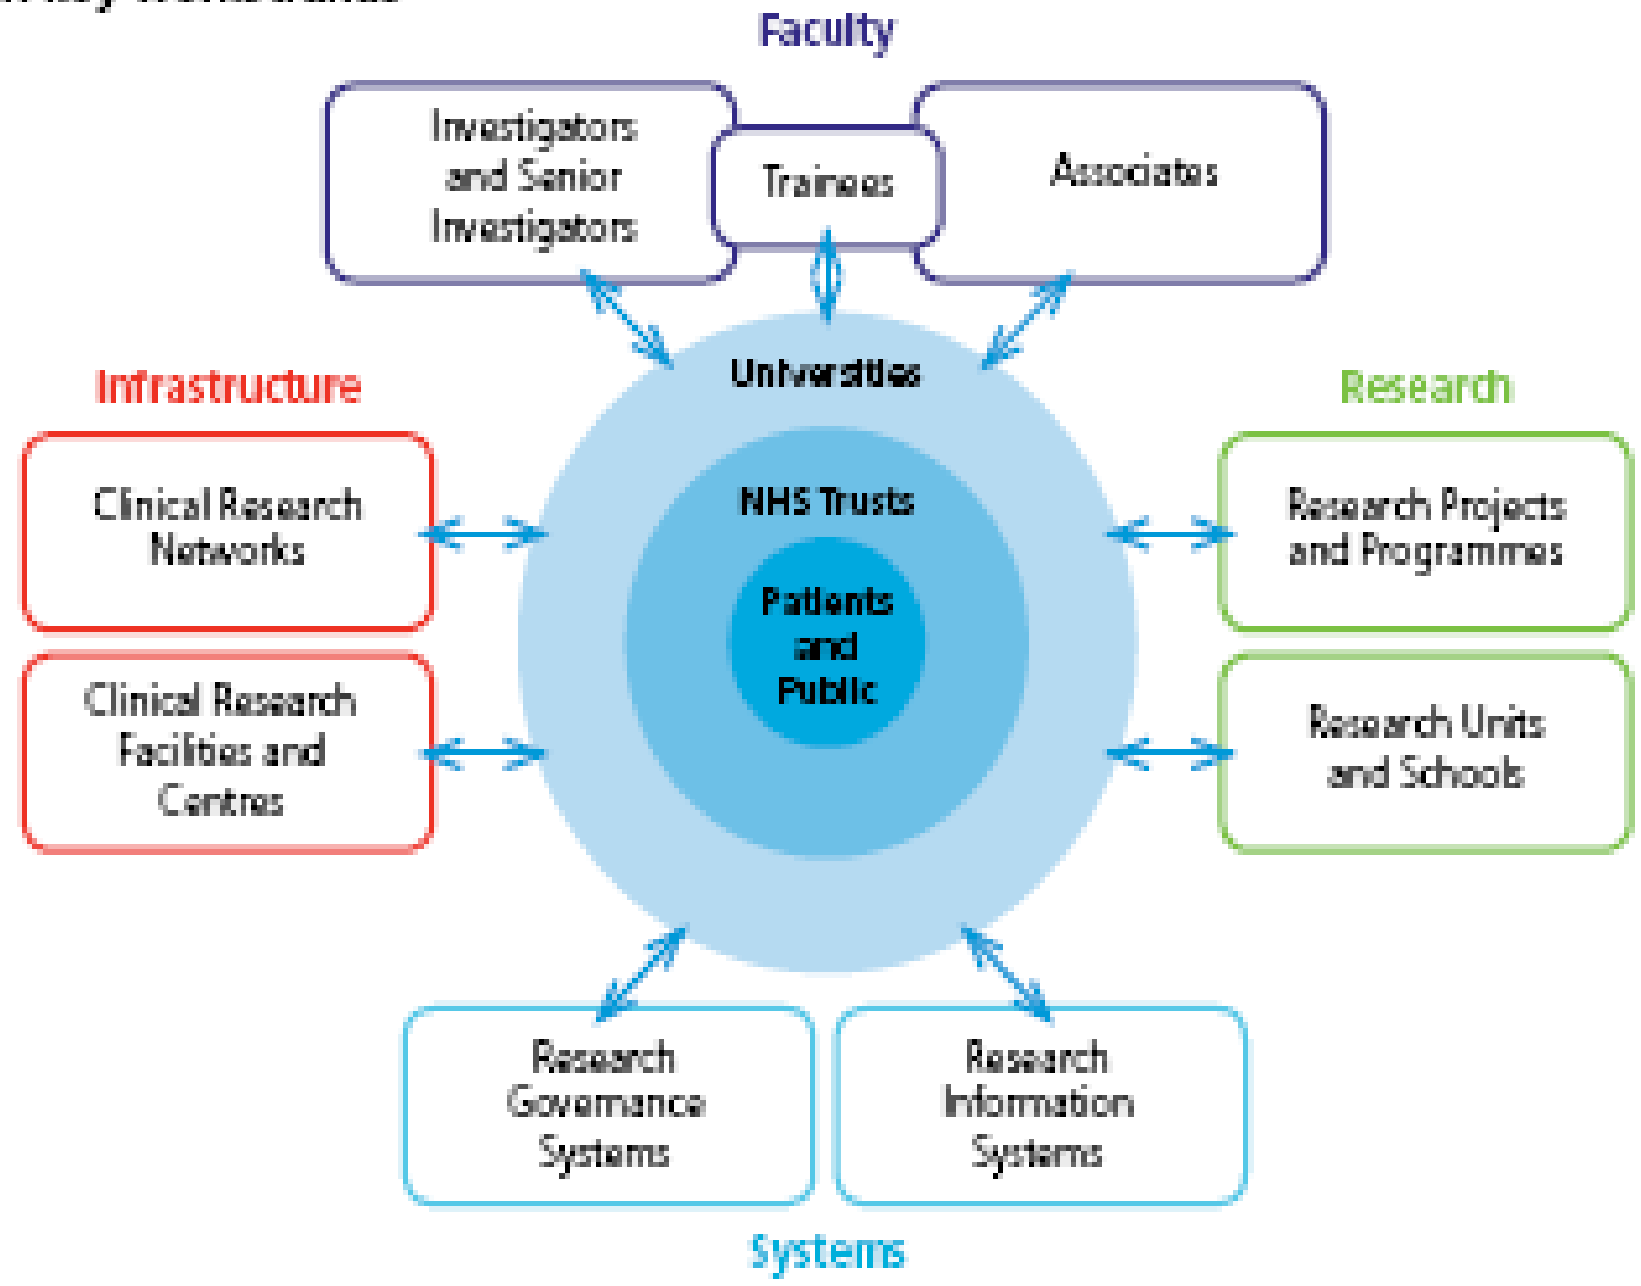 Faculty
Investigators
and Senior
Investigators
Trainees
Associates
Universities
Infrastructure
Research
NHS Trusts
Clinical Research
Networks
Research Projects
and Programmes
Patients
and
Public
Clinical Research
Facilities and
Centres
Research Units
and Schools
Research
Governance
Systems
Research
Information
Systems
Systems